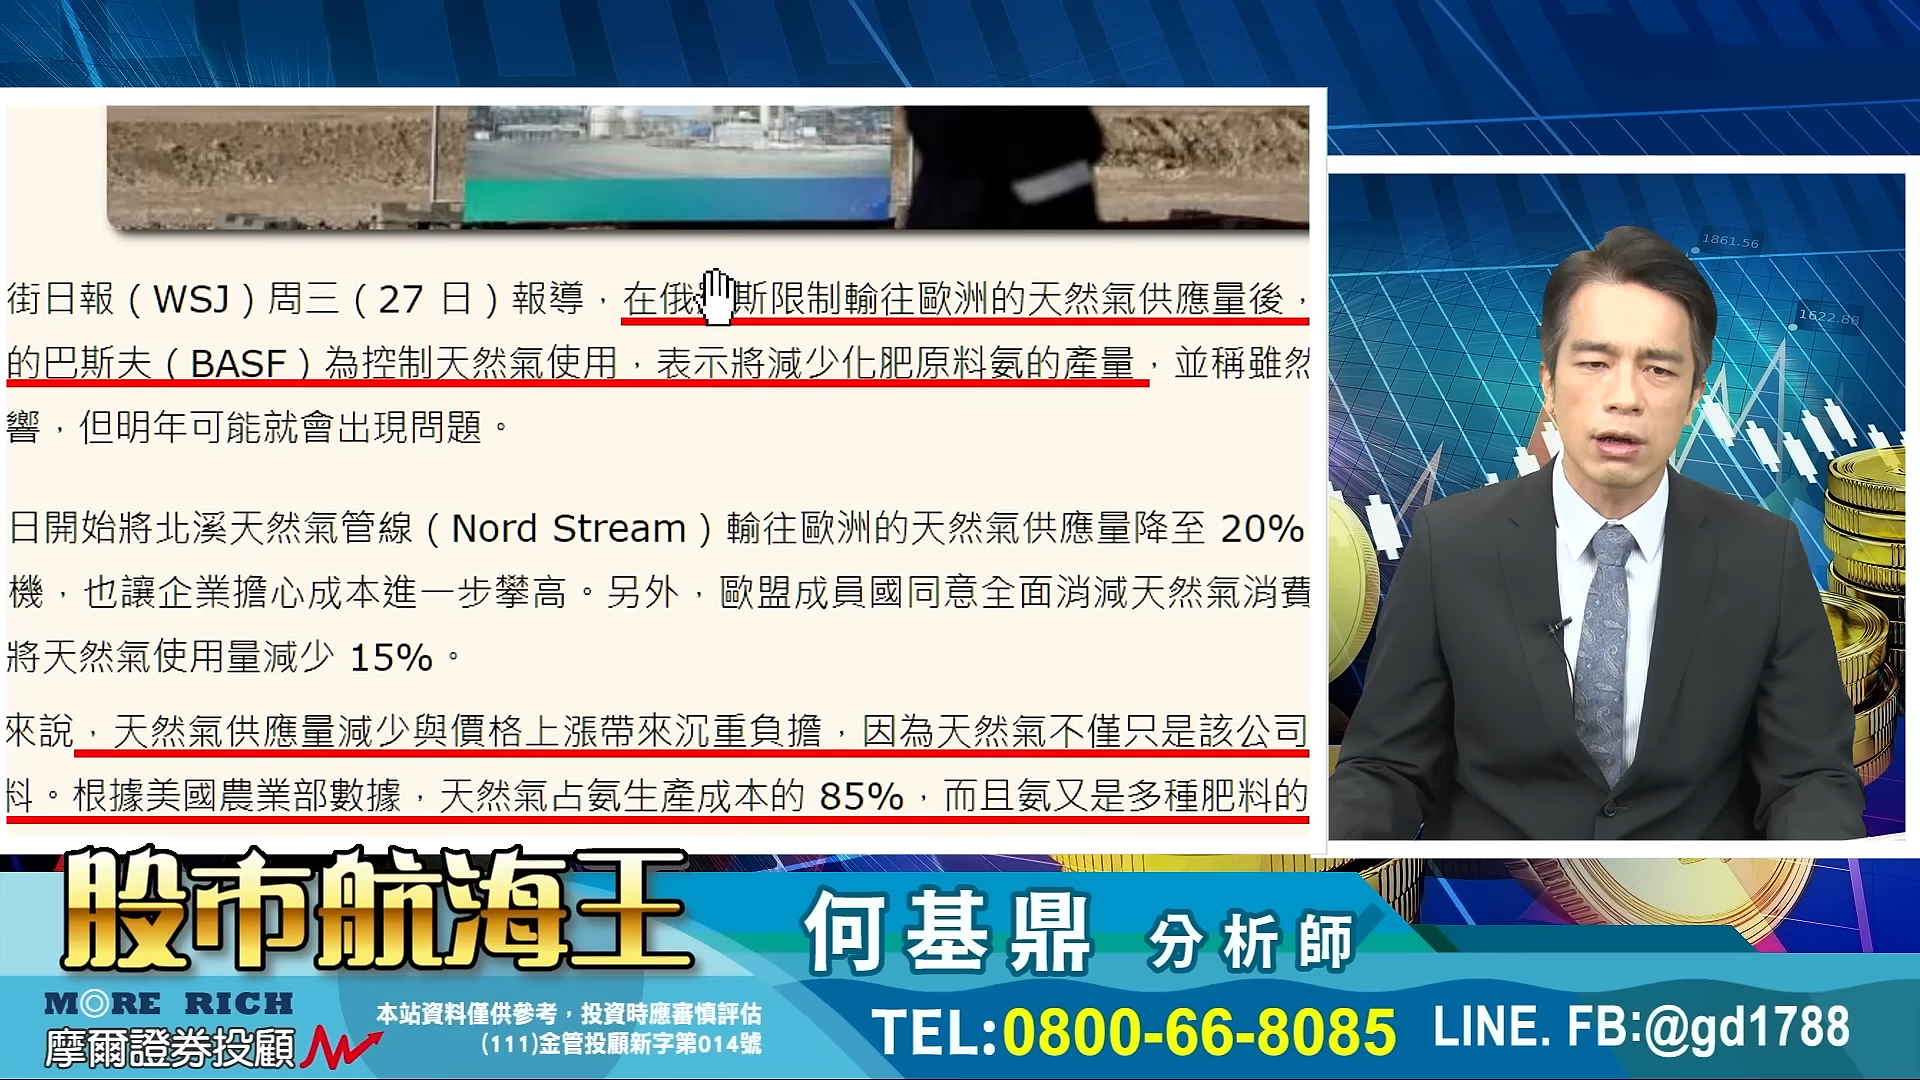 街日報（WSJ）周三（27 日）報導，在俄斯限制輸往歐洲的天然氣供應量後，
的巴斯夫（BASF）為控制天然氣使用，表示將減少化肥原料氨的產量，並稱雖然
響，但明年可能就會出現問題。
日開始將北溪天然氣管線（Nord Stream）輸往歐洲的天然氣供應量降至 20%
機，也讓企業擔心成本進一步攀高。另外，歐盟成員國同意全面消減天然氣消費
將天然氣使用量減少 15%。
來說，天然氣供應量減少與價格上漲帶來沉重負擔，因為天然氣不僅只是該公司
料。根據美國農業部數據，天然氣占氨生產成本的 85%，而且氨又是多種肥料的
1861.56
1622.88
股市航海王
何基鼎 分析師
MORE RICH
摩爾證券投顧
本站資料僅供參考，投資時應審慎評估
(111)金管投顧新字第014號
TEL:0800-66-8085
LINE. FB:@gd1788